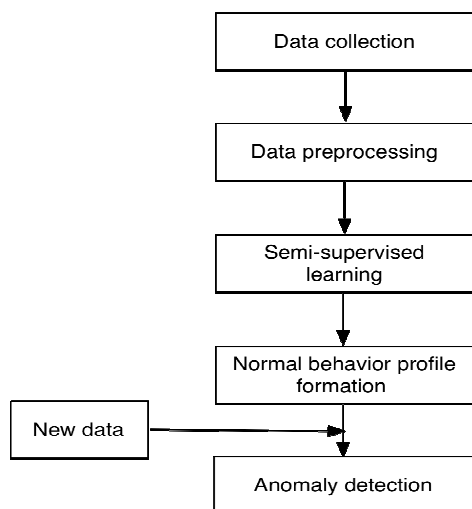 Data collection
Data preprocessing
Semi-supervised
learning
Normal behavior profile
formation
New data
Anomaly detection